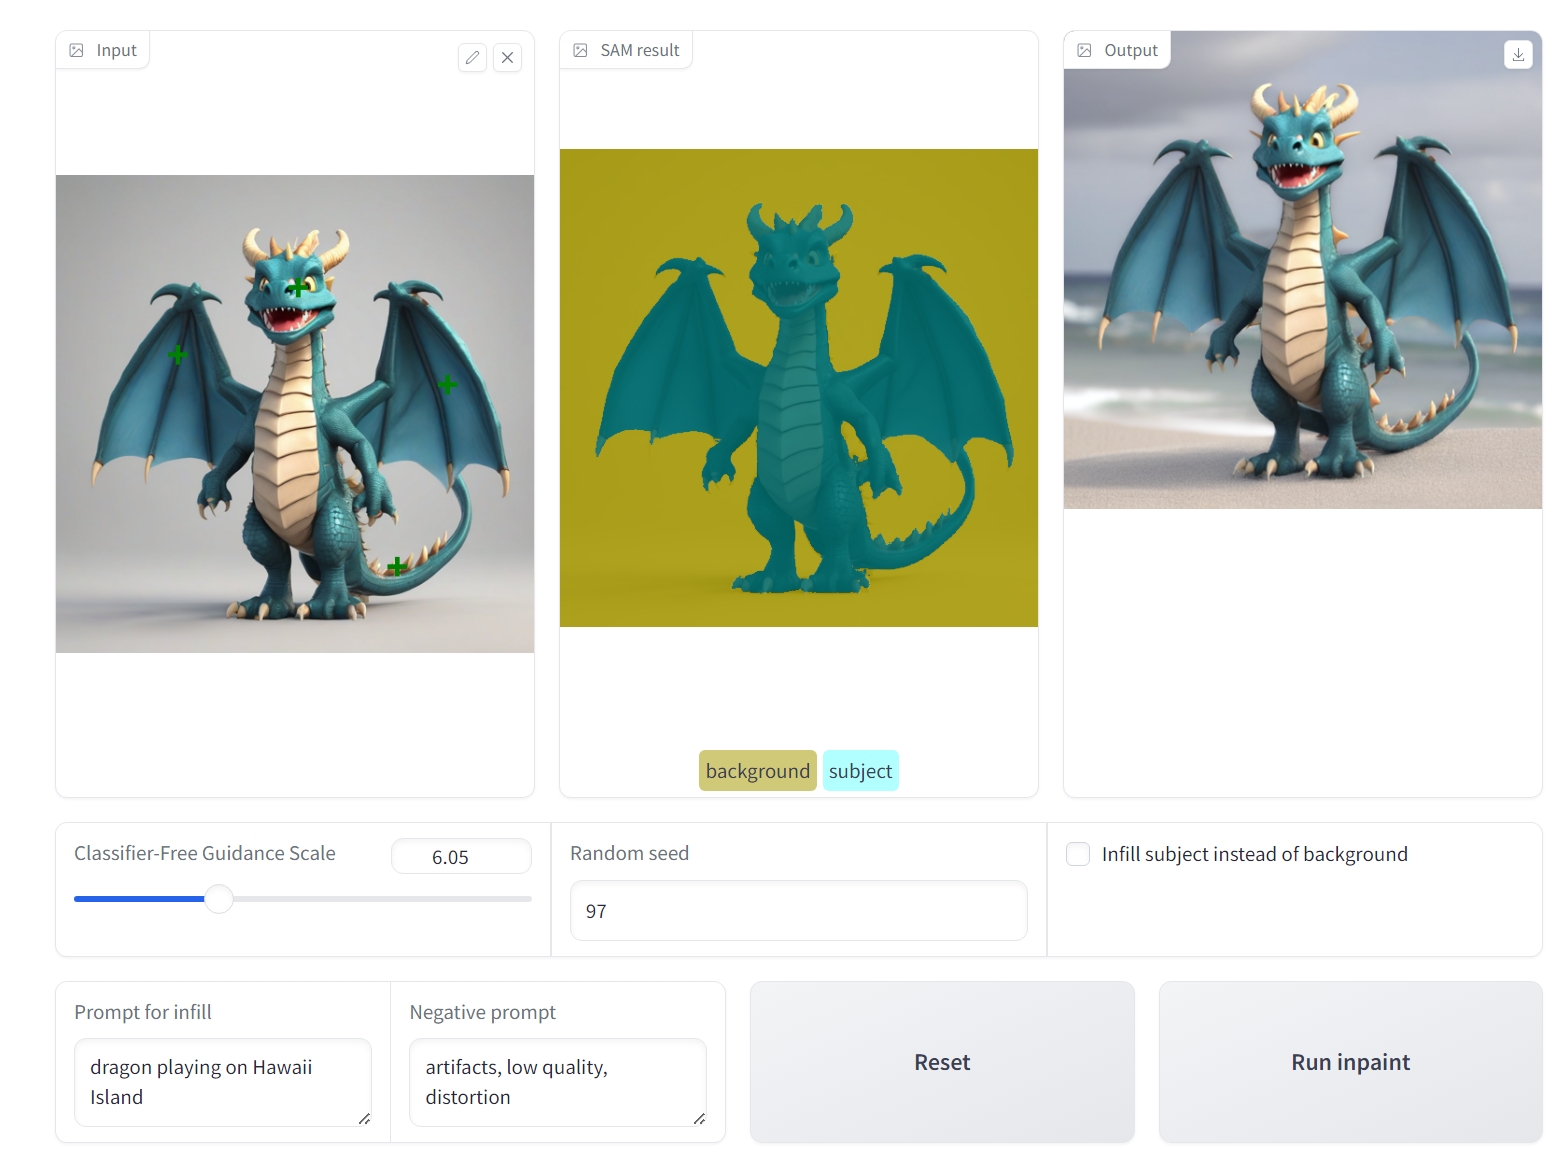 Input
SAM result
Output
background
subject
Classifier-Free Guidance Scale
6.05
Random seed
97
Infill subject instead of background
Prompt for infill
dragon playing on Hawaii
Island
Negative prompt
artifacts, low quality,
distortion
Reset
Run inpaint